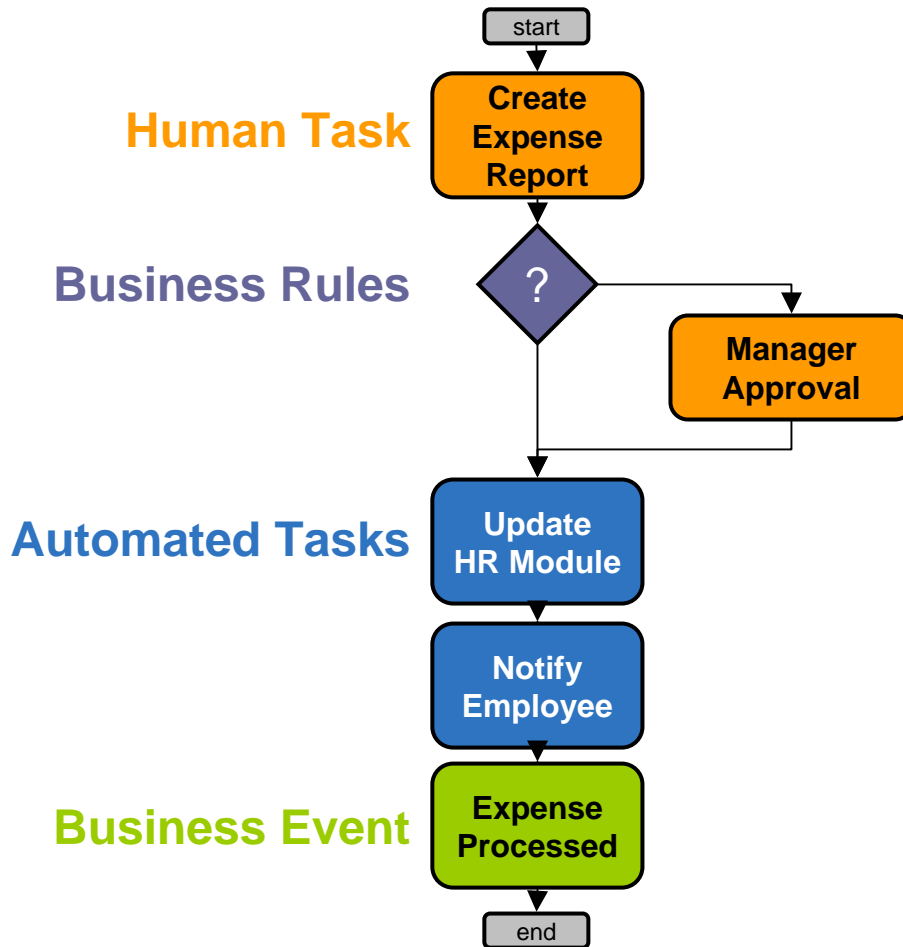 start
Human Task
Create
Expense
Report
Business Rules
?
Manager
Approval
Automated Tasks
Update
HR Module
Notify
Employee
Business Event
Expense
Processed
end